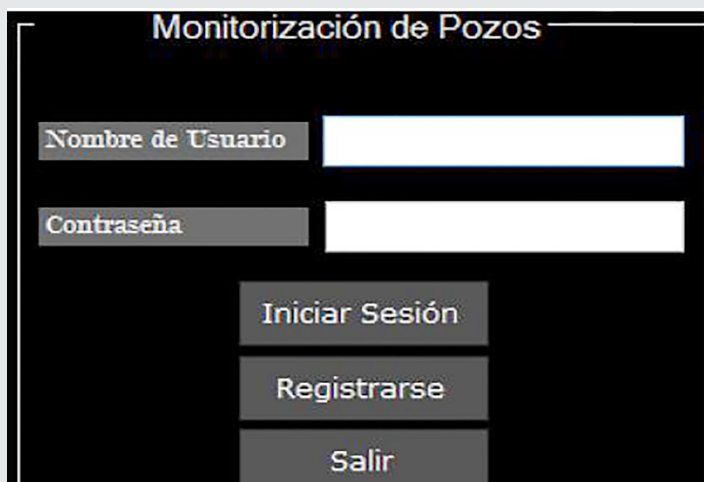 Monitorización de Pozos
Nombre de Usuario
Contraseña
Iniciar Sesión
Registrarse
Salir